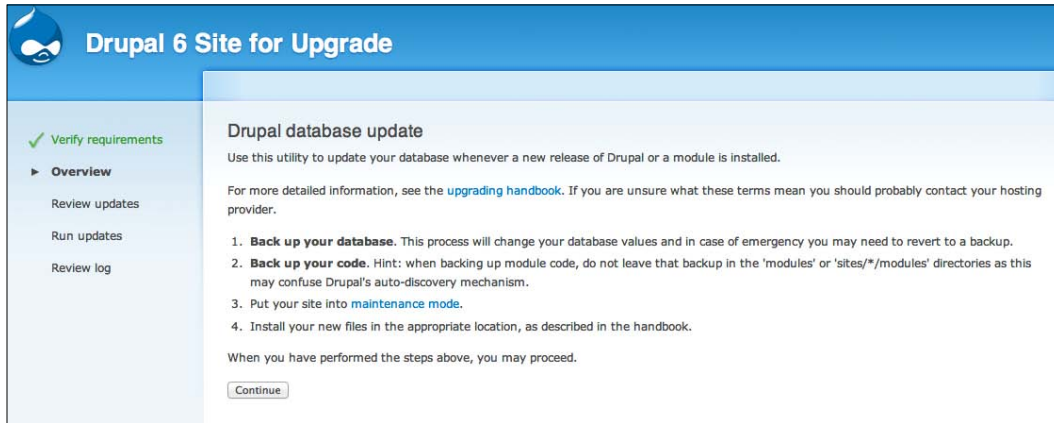 Drupal 6 Site for Upgrade
Verify requirements
Overview
Review updates
Run updates
Review log
Drupal database update
Use this utility to update your database whenever a new release of Drupal or a module is installed.
For more detailed information, see the upgrading handbook. If you are unsure what these terms mean you should probably contact your hosting
provider.
1. Back up your database. This process will change your database values and in case of emergency you may need to revert to a backup.
2. Back up your code. Hint: when backing up module code, do not leave that backup in the 'modules' or 'sites/*/modules' directories as this
may confuse Drupal's auto-discovery mechanism.
3. Put your site into maintenance mode.
4. Install your new files in the appropriate location, as described in the handbook.
When you have performed the steps above, you may proceed.
Continue